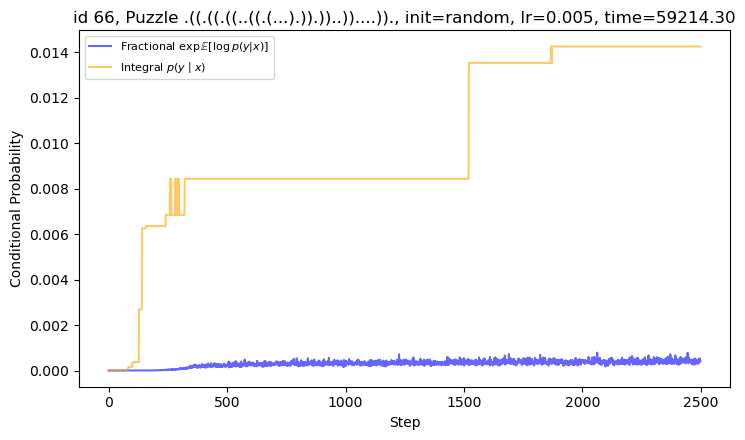 id 66, Puzzle .((.((.((..((.(...).)).))..))....))., init=random, lr=0.005, time=59214.30
Fractional exp𝔼[log p(y|x)]
Integral p(y | x)
Conditional Probability
0.014
0.012
0.010
0.008
0.006
0.004
0.002
0.000
0
500
1000
1500
2000
2500
Step